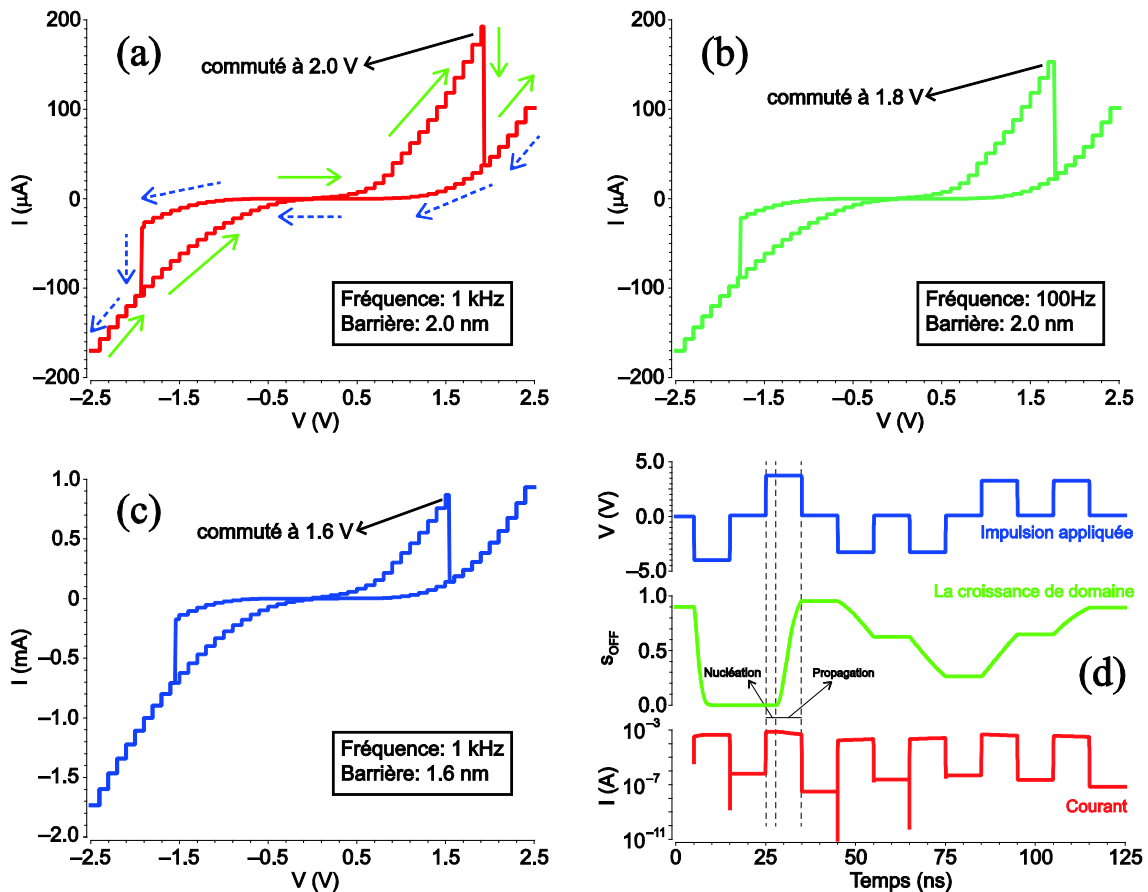 (a)
commuté à 2.0 V
200
100
0
–100
–200
I (µA)
–2.5
–1.5
–0.5
0.5
1.5
2.5
V (V)
Fréquence: 1 kHz
Barrière: 2.0 nm
(b)
commuté à 1.8 V
200
100
0
–100
–200
I (µA)
–2.5
–1.5
–0.5
0.5
1.5
2.5
V (V)
Fréquence: 100Hz
Barrière: 2.0 nm
(c)
commuté à 1.6 V
1.0
0.5
0
–0.5
–1.0
–1.5
–2.0
I (mA)
–2.5
–1.5
–0.5
0.5
1.5
2.5
V (V)
Fréquence: 1 kHz
Barrière: 1.6 nm
5.0
0.0
–5.0
V (V)
Impulsion appliquée
La croissance de domaine
1.0
0.5
0.0
sOFF
Nucléation
Propagation
(d)
10–3
10–7
10–11
I (A)
Courant
0
25
50
75
100
125
Temps (ns)